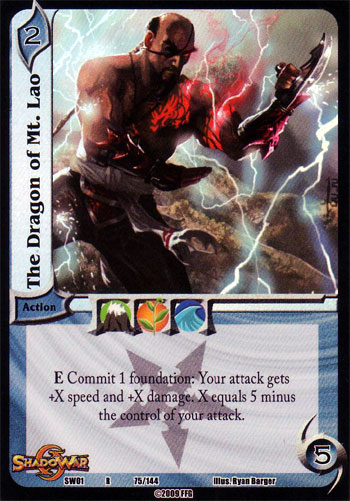 2
The Dragon of Mt. Lao
Action
E Commit 1 foundation: Your attack gets
+X speed and +X damage. X equals 5 minus
the control of your attack.
SHADOWAR
SW01 R 75/144 Illus. Ryan Barger
5
©2009 FFG